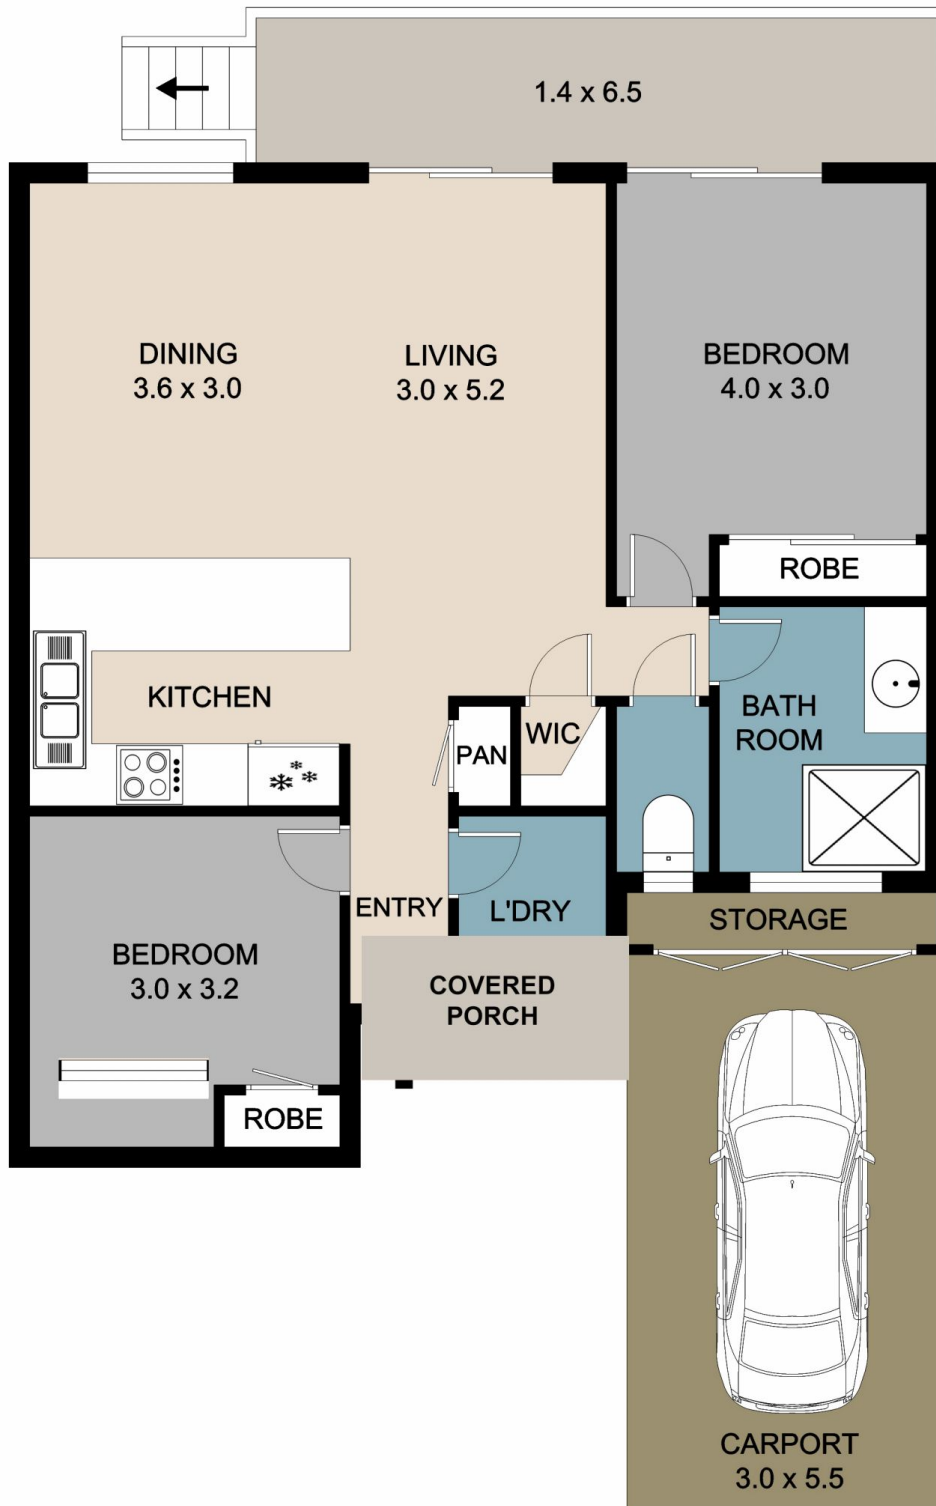 1.4 x 6.5
DINING
3.6 x 3.0
LIVING
3.0 x 5.2
BEDROOM
4.0 x 3.0
ROBE
KITCHEN
PAN
WIC
BATH
ROOM
ENTRY
L'DRY
STORAGE
BEDROOM
3.0 x 3.2
COVERED
PORCH
ROBE
CARPORT
3.0 x 5.5